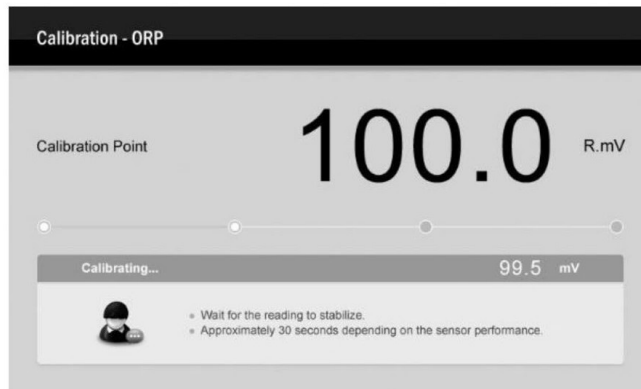 Calibration - ORP
Calibration Point 100.0 R.mV
Calibrating... 99.5 mV
Wait for the reading to stabilize.
Approximately 30 seconds depending on the sensor performance.